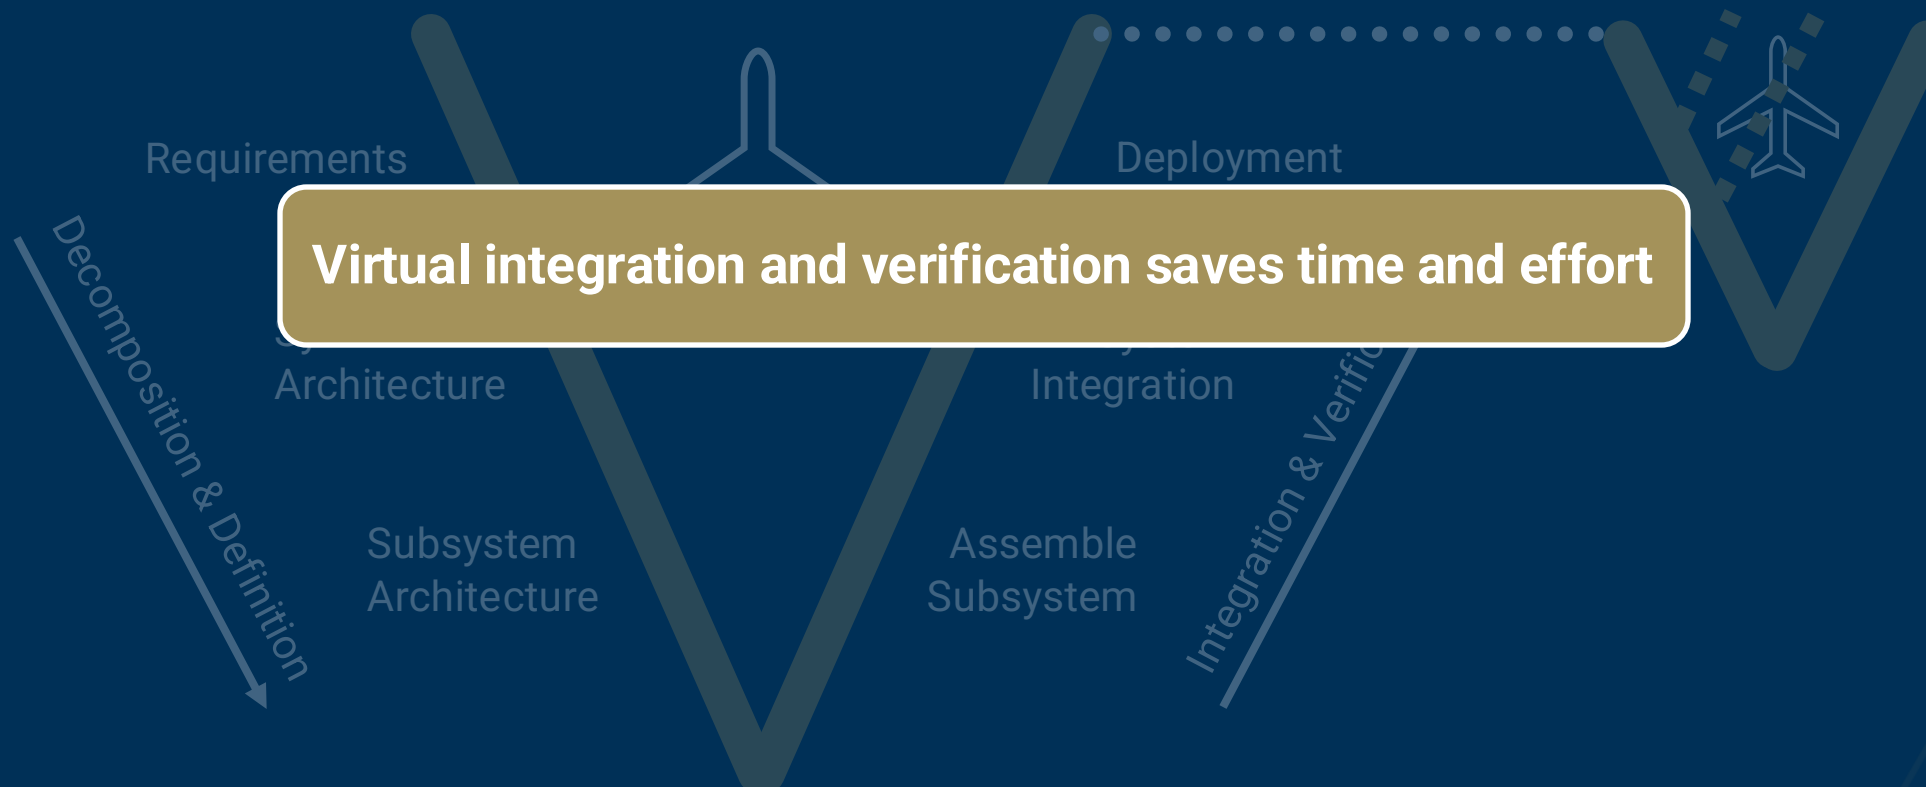 Requirements
Deployment
Virtual integration and verification saves time and effort
Decomposition & Definition
Architecture
Integration
Integration &
Subsystem
Architecture
Assemble
Subsystem